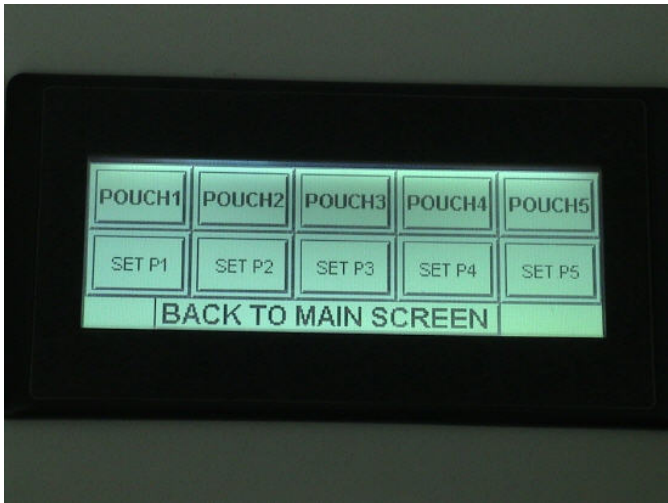 POUCH1 POUCH2 POUCH3 POUCH4 POUCH5
SET P1 SET P2 SET P3 SET P4 SET P5
BACK TO MAIN SCREEN